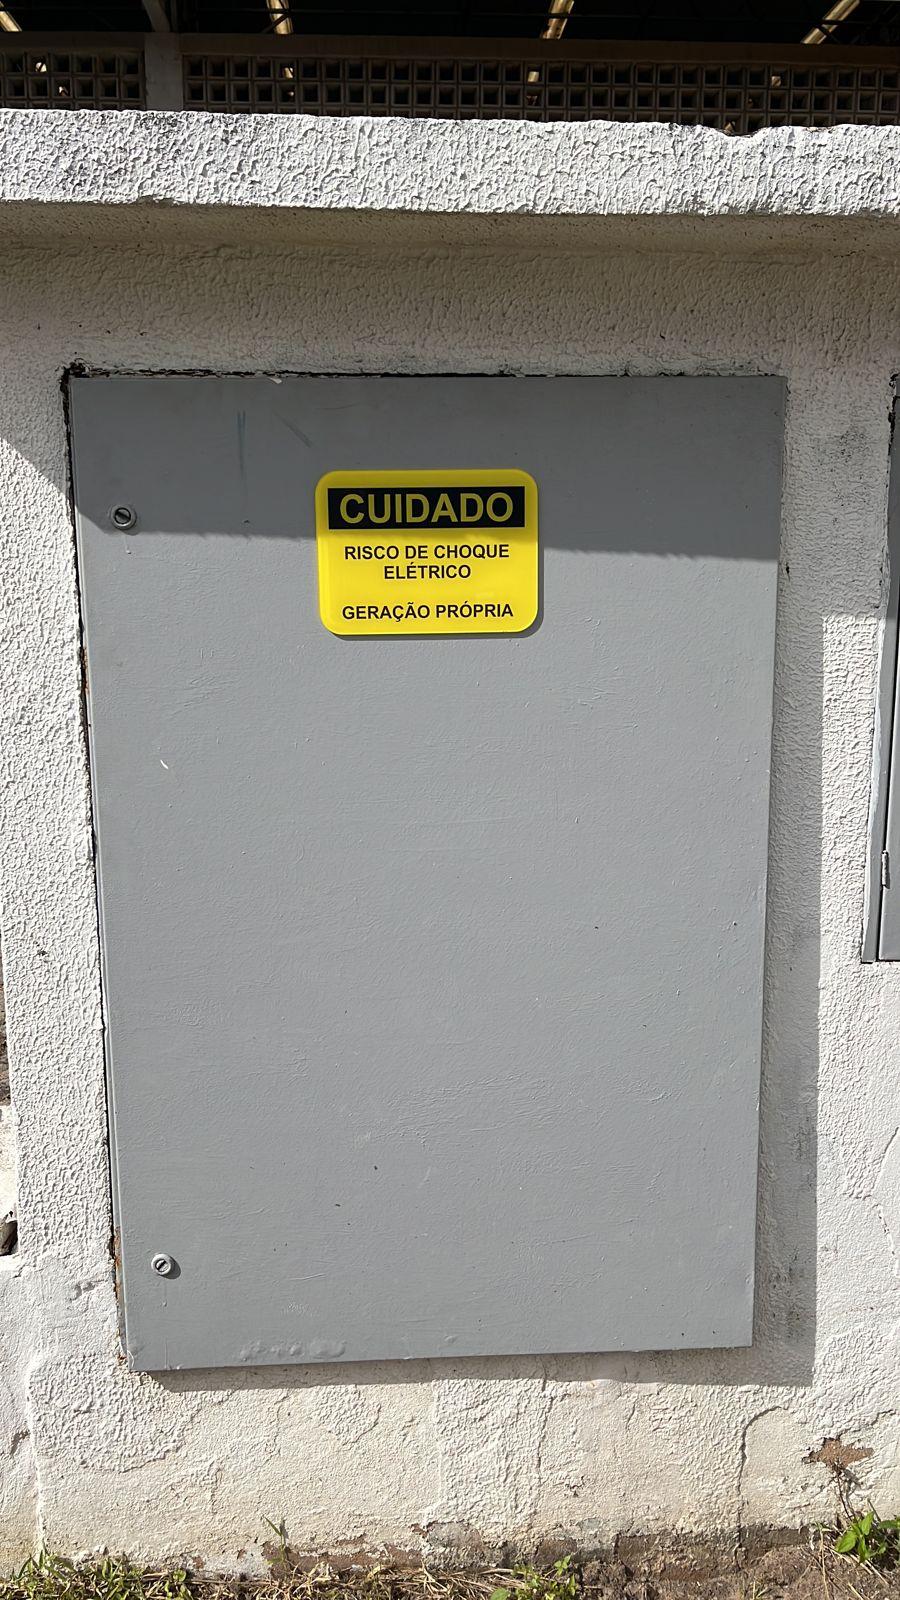 CUIDADO
RISCO DE CHOQUE
ELÉTRICO
GERAÇÃO PRÓPRIA